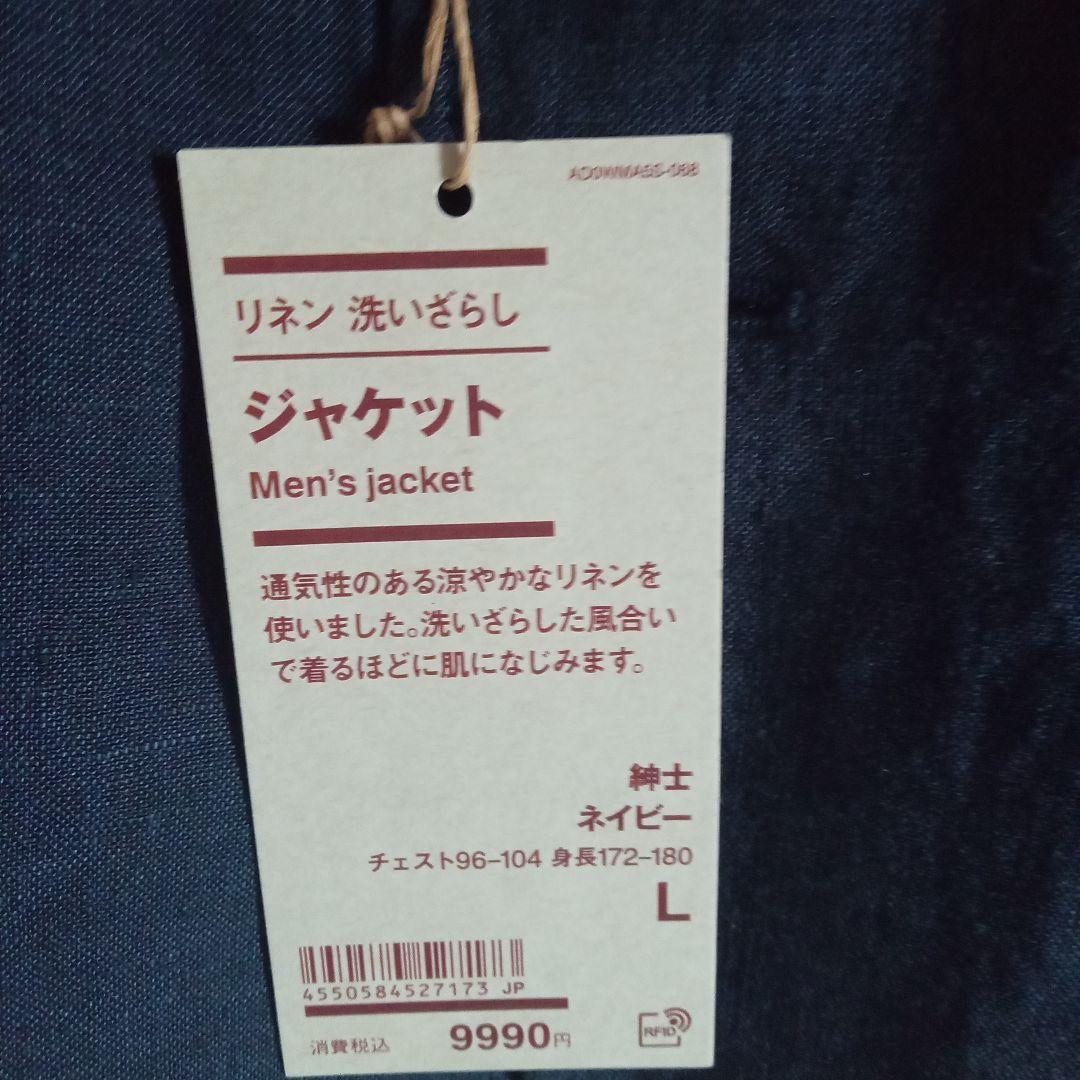 リネン 洗いざらし
ジャケット
Men's jacket
通気性のある涼やかなリネンを
使いました。洗いざらした風合い
で着るほどに肌になじみます。
紳士
ネイビー
チェスト96–104 身長172–180
L
4550584527173 JP
消費税込 9990円
RFID